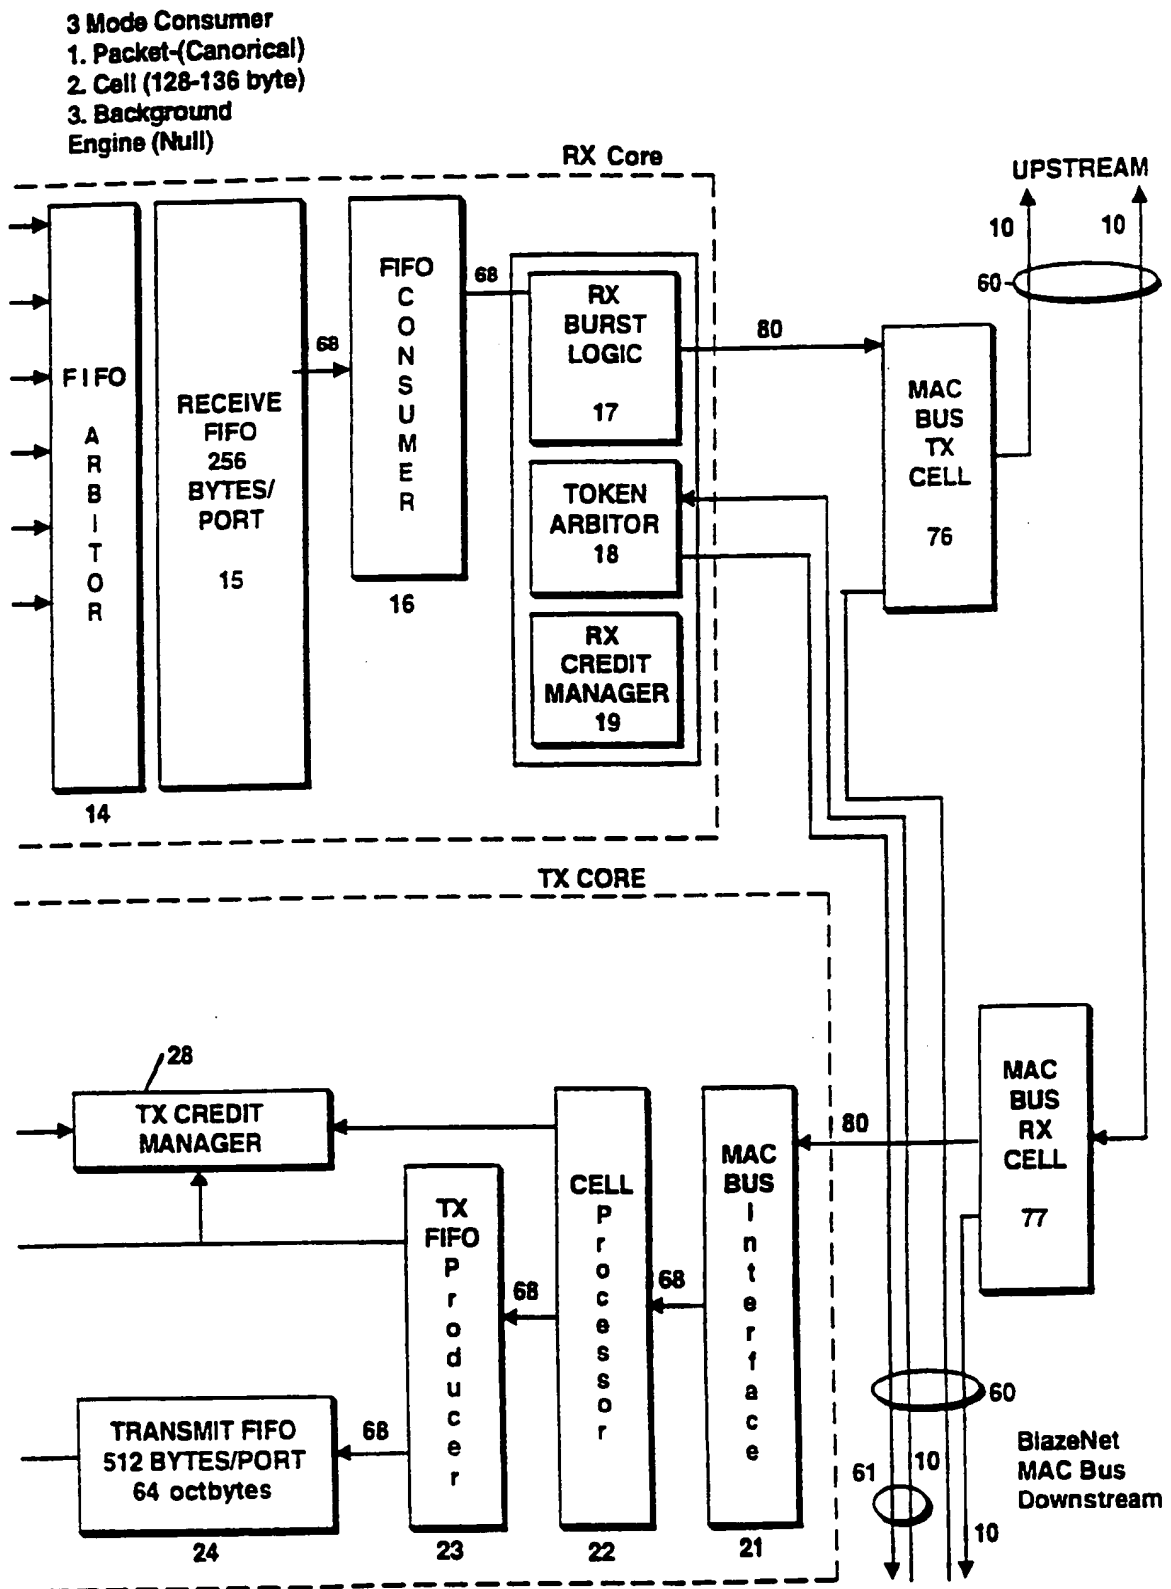 3 Mode Consumer
1. Packet-(Canorical)
2. Cell (128-136 byte)
3. Background
Engine (Null)
RX Core
UPSTREAM
10
10
60
FIFO
ARBITOR
14
RECEIVE
FIFO
256
BYTES/
PORT
15
68
FIFO
CONSUMER
16
68
RX
BURST
LOGIC
17
80
TOKEN
ARBITOR
18
RX
CREDIT
MANAGER
19
MAC
BUS
TX
CELL
76
TX CORE
28
TX CREDIT
MANAGER
TX
FIFO
Producer
23
68
CELL
Processor
22
68
MAC
BUS
Interface
21
80
MAC
BUS
RX
CELL
77
TRANSMIT FIFO
512 BYTES/PORT
64 octbytes
24
68
60
61
10
10
BlazeNet
MAC Bus
Downstream